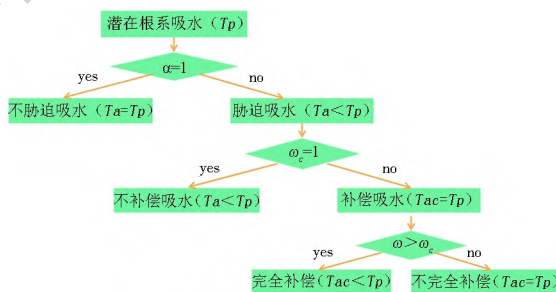 潜在根系吸水（Tp）
α=1
yes
no
不胁迫吸水（Ta=Tp）
胁迫吸水（Ta<Tp）
ωc=1
yes
no
不补偿吸水（Ta<Tp）
补偿吸水（Tac=Tp）
ω>ωc
yes
no
完全补偿（Tac<Tp）
不完全补偿（Tac=Tp）